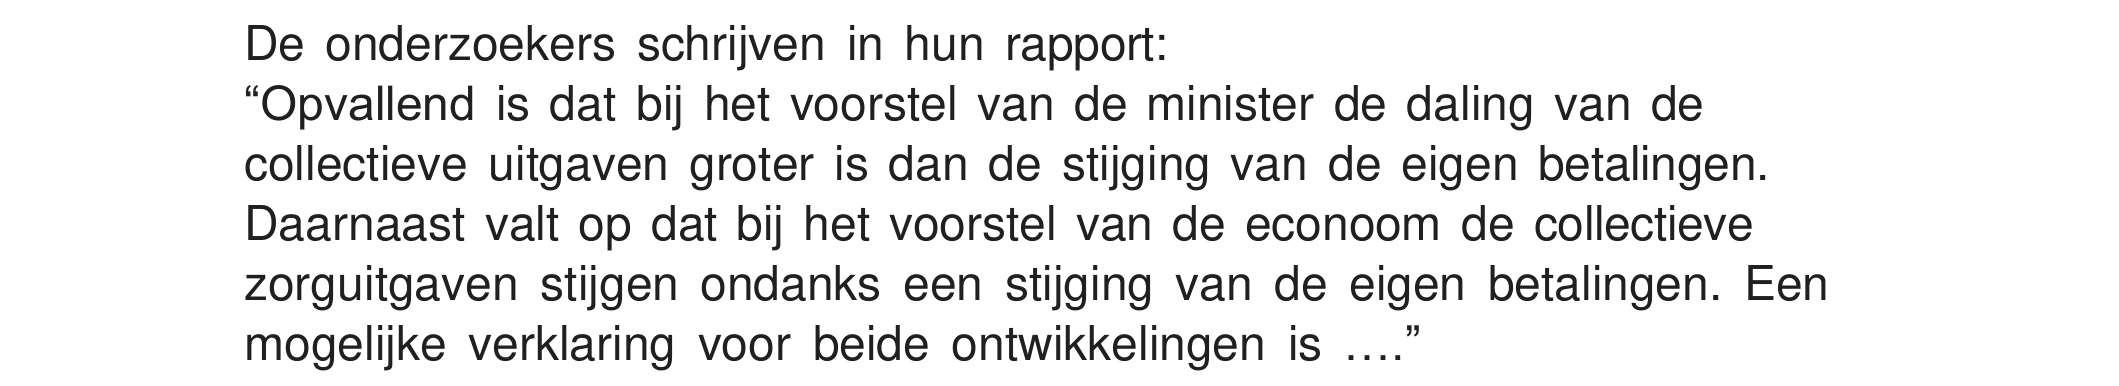 De onderzoekers schrijven in hun rapport:
“Opvallend is dat bij het voorstel van de minister de daling van de
collectieve uitgaven groter is dan de stijging van de eigen betalingen.
Daarnaast valt op dat bij het voorstel van de econoom de collectieve
zorguitgaven stijgen ondanks een stijging van de eigen betalingen. Een
mogelijke verklaring voor beide ontwikkelingen is ….”